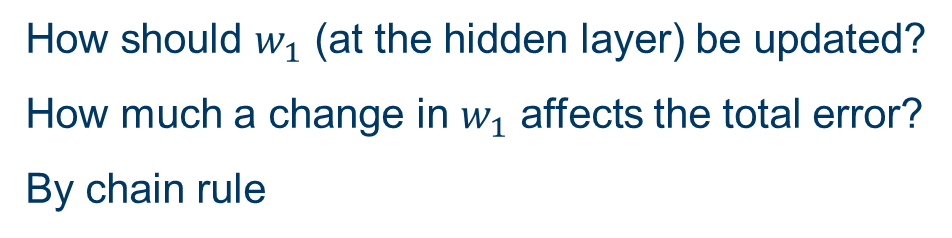 How should w₁ (at the hidden layer) be updated?
How much a change in w₁ affects the total error?
By chain rule